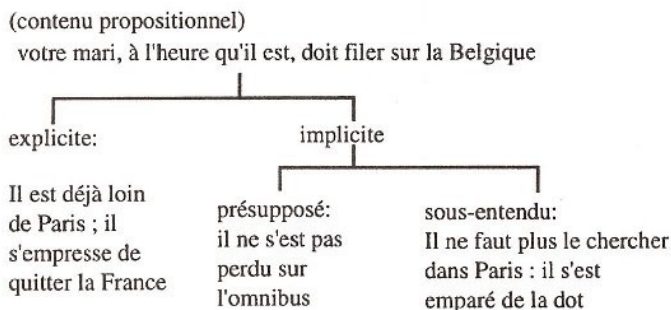 (contenu propositionnel)
votre mari, à l'heure qu'il est, doit filer sur la Belgique
explicite:
Il est déjà loin
de Paris ; il
s'empresse de
quitter la France
implicite
présupposé:
il ne s'est pas
perdu sur
l'omnibus
sous-entendu:
Il ne faut plus le chercher
dans Paris : il s'est
emparé de la dot